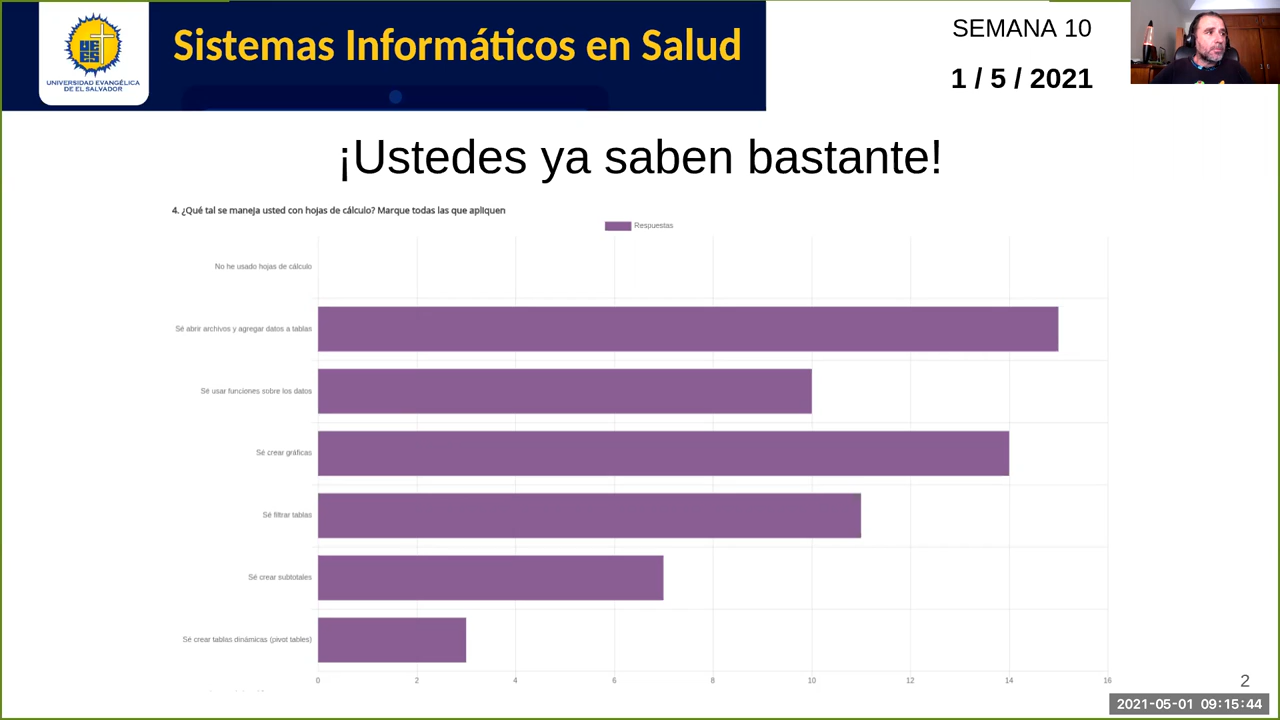 UEES
UNIVERSIDAD EVANGÉLICA
DE EL SALVADOR
Sistemas Informáticos en Salud
SEMANA 10
1 / 5 / 2021
¡Ustedes ya saben bastante!
4. ¿Qué tal se maneja usted con hojas de cálculo? Marque todas las que apliquen
Respuestas
No he usado hojas de cálculo
Sé abrir archivos y agregar datos a tablas
Sé usar funciones sobre los datos
Sé crear gráficas
Sé filtrar tablas
Sé crear subtotales
Sé crear tablas dinámicas (pivot tables)
0 2 4 6 8 10 12 14 16
2
2021-05-01 09:15:44